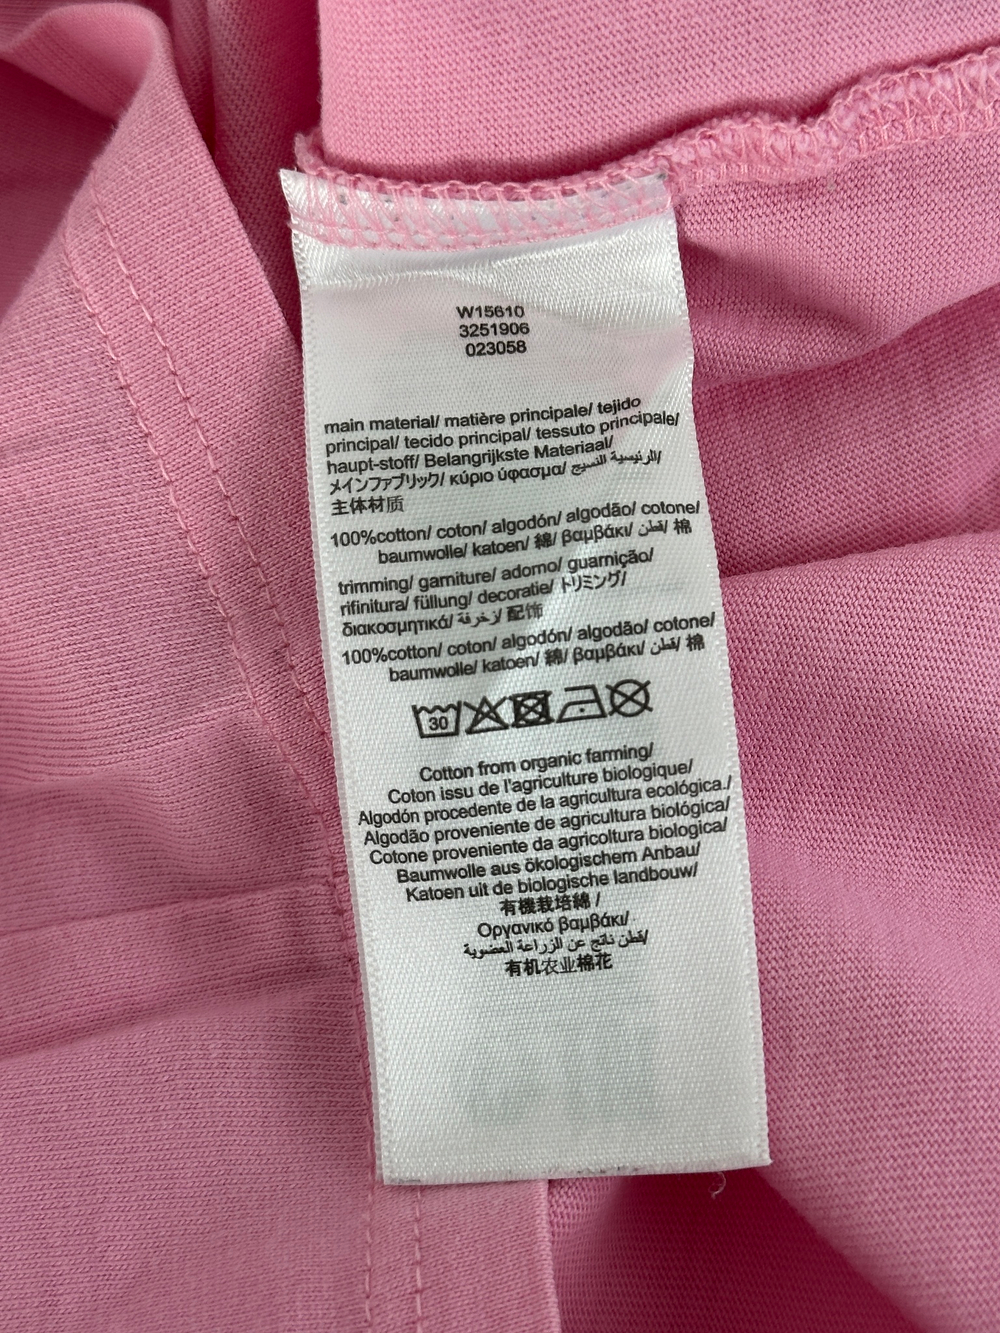 W15610
3251906
023058
main material/ matière principale/ tejido
principal/ tecido principal/ tessuto principale/
haupt-stoff/ Belangrijkste Materiaal/
メインファブリック/ κύριο ύφασμα/ الرئيسية النسيج/
主体材质
100%cotton/ coton/ algodón/ algodão/ cotone/
baumwolle/ katoen/ 綿/ βαμβάκι/ قطن/ 棉
trimming/ garniture/ adorno/ guarnição/
rifinitura/ füllung/ decoratie/ トリミング/
διακοσμητικά/ زخرفة/ 配饰
100%cotton/ coton/ algodón/ algodão/ cotone/
baumwolle/ katoen/ 綿/ βαμβάκι/ قطن/ 棉
30
Cotton from organic farming/
Coton issu de l'agriculture biologique/
Algodón procedente de la agricultura ecológica./
Algodão proveniente de agricultura biológica/
Cotone proveniente da agricoltura biologica/
Baumwolle aus ökologischem Anbau/
Katoen uit de biologische landbouw/
有機栽培綿 /
Οργανικό βαμβάκι/
قطن ناتج عن الزراعة العضوية/
有机农业棉花